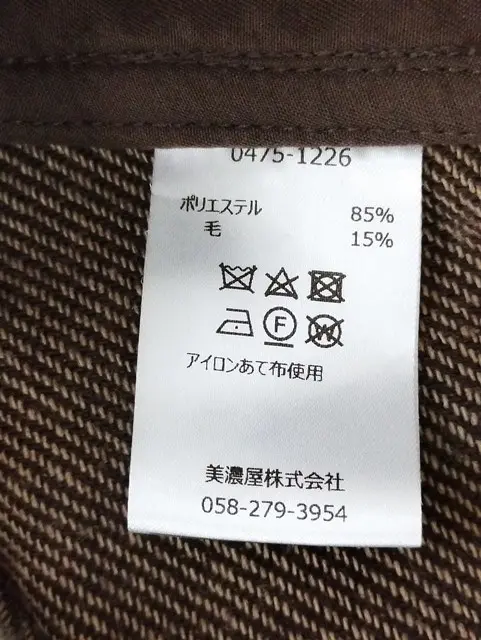 0475-1226
ポリエステル 85%
毛 15%
F
W
アイロンあて布使用
美濃屋株式会社
058-279-3954